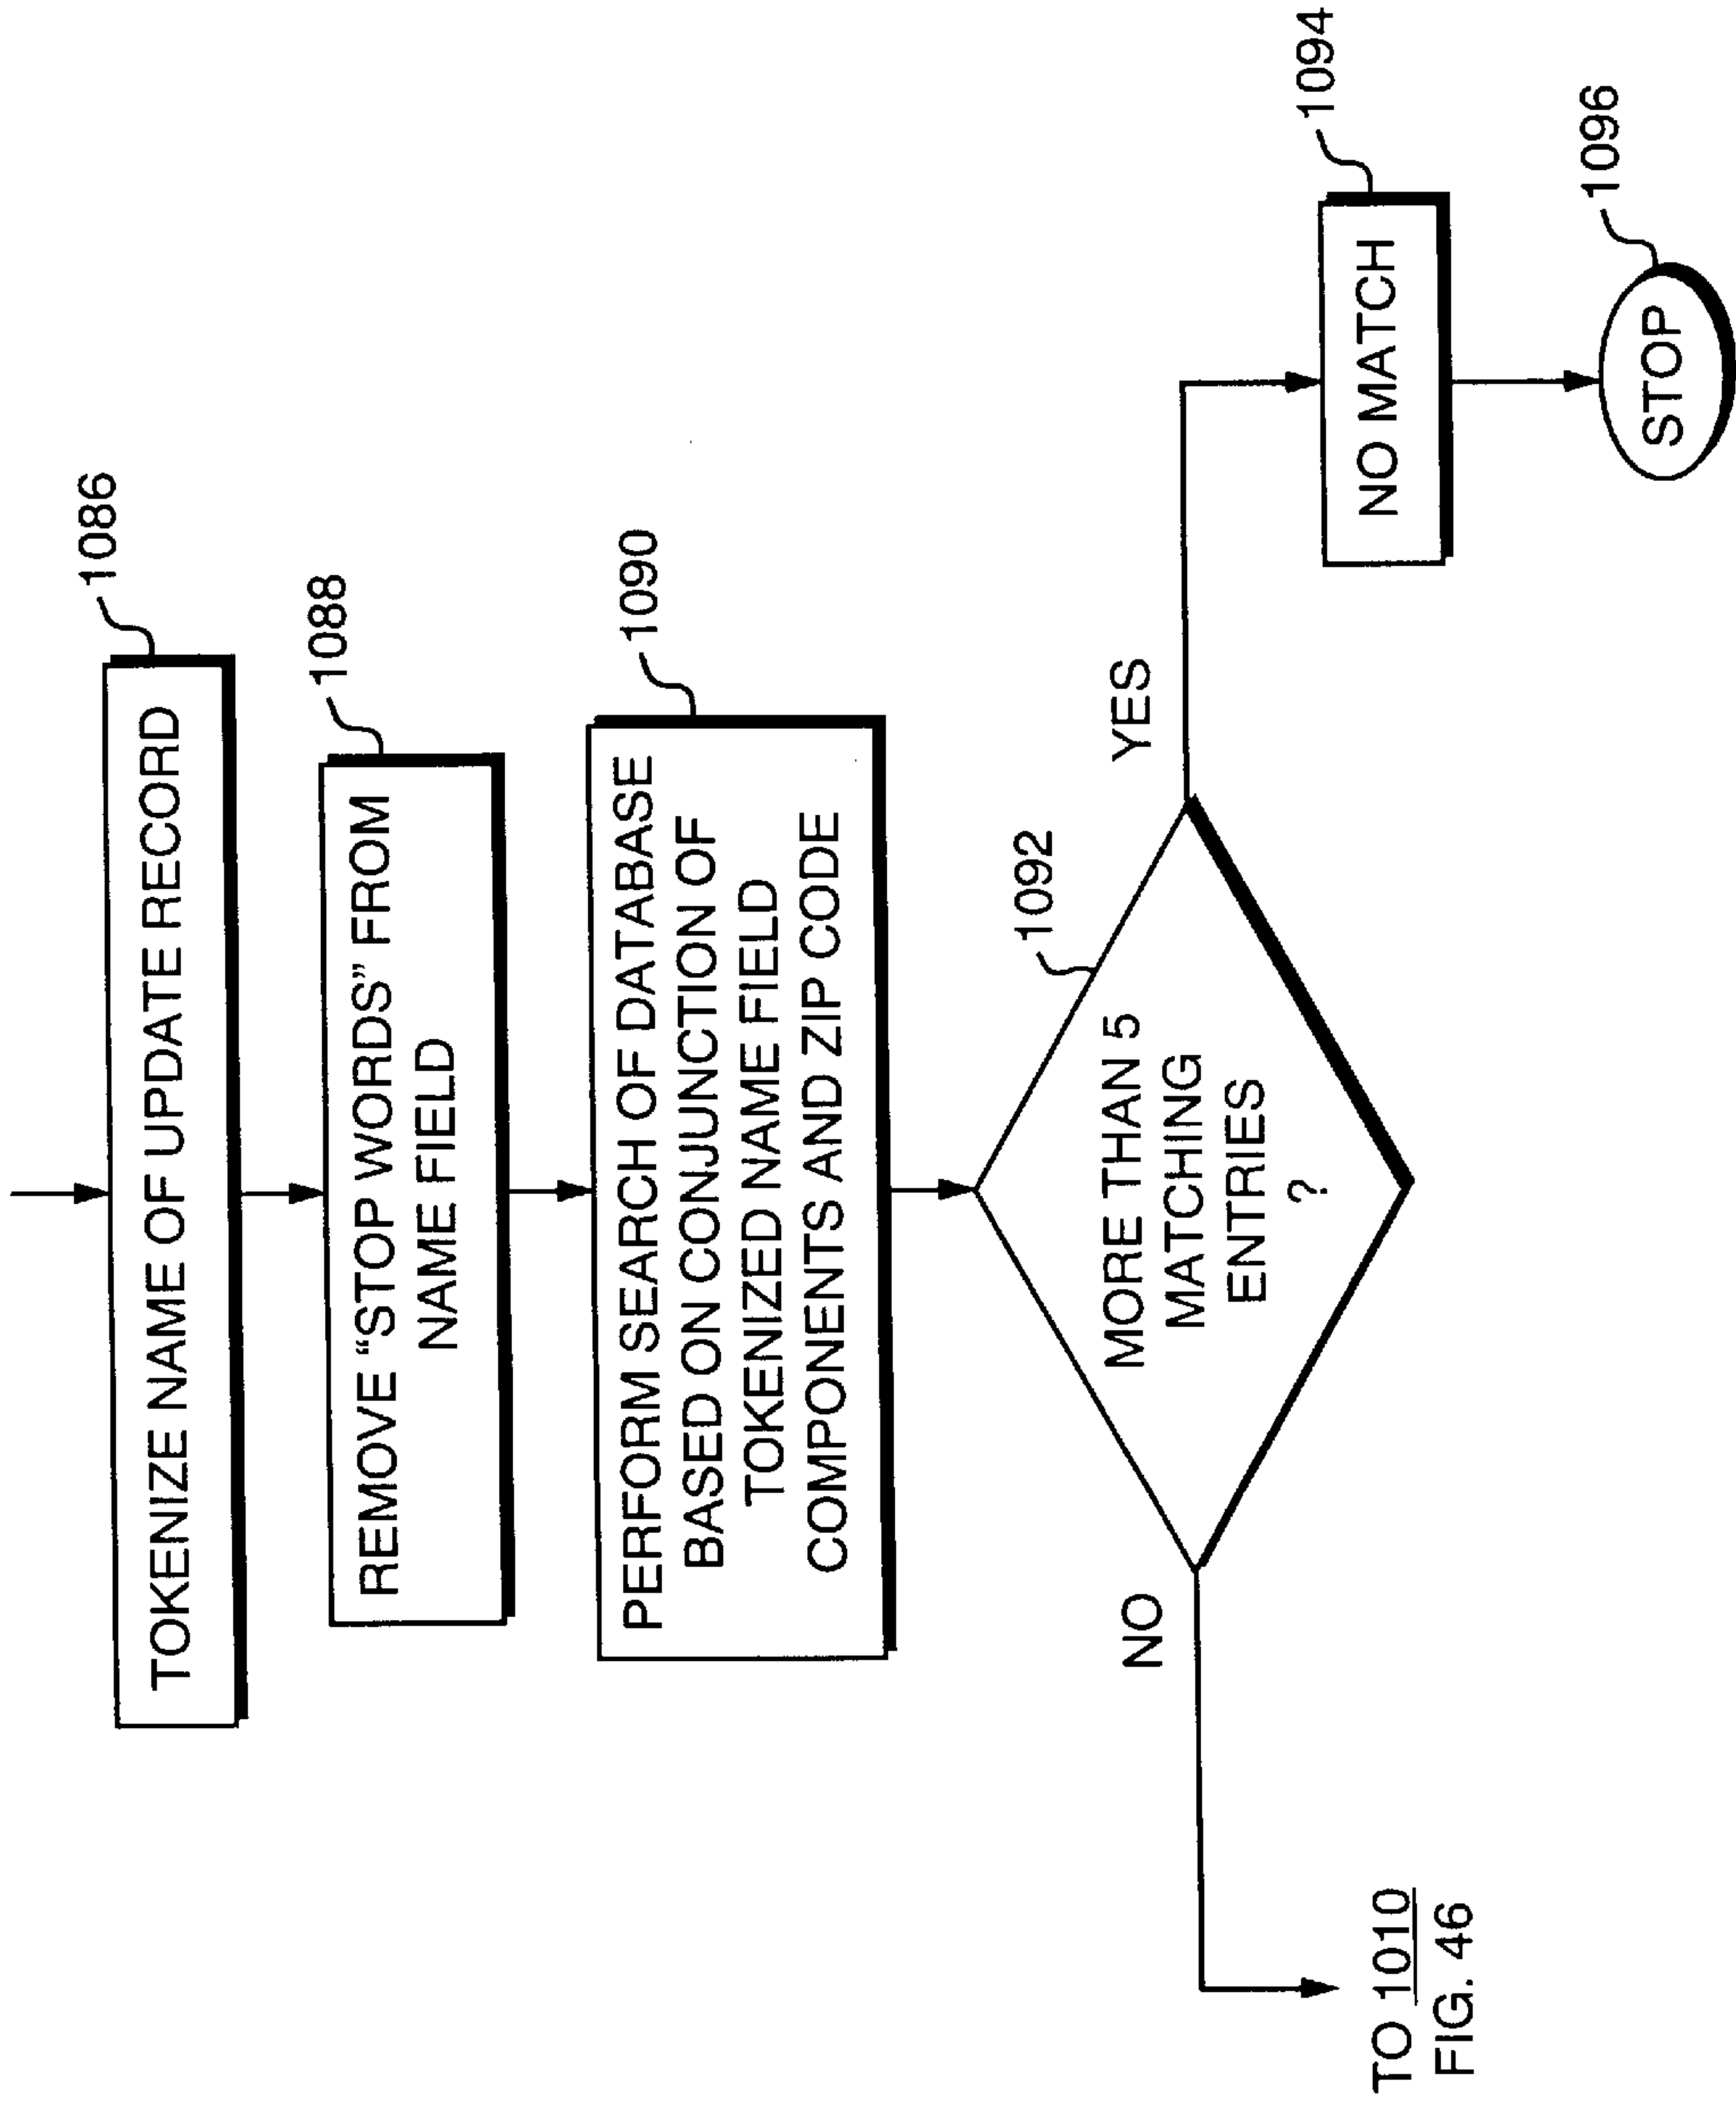 1086
TOKENIZE NAME OF UPDATE RECORD
1088
REMOVE “STOP WORDS” FROM
NAME FIELD
1090
PERFORM SEARCH OF DATABASE
BASED ON CONJUNCTION OF
TOKENIZED NAME FIELD
COMPONENTS AND ZIP CODE
1092
MORE THAN 5
MATCHING
ENTRIES
?
NO
YES
TO 1010
FIG. 46
1094
NO MATCH
1096
STOP